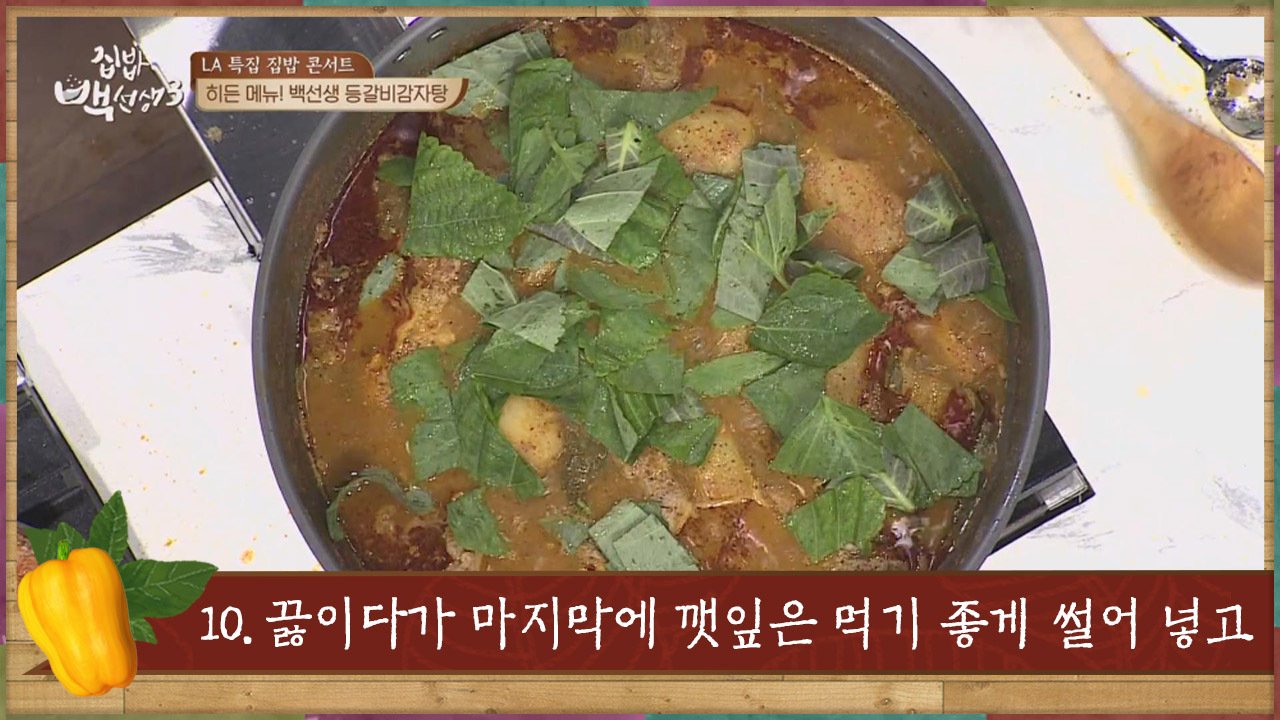 집밥
백선생3
LA 특집 집밥 콘서트
히든 메뉴! 백선생 등갈비감자탕
10. 끓이다가 마지막에 깻잎은 먹기 좋게 썰어 넣고